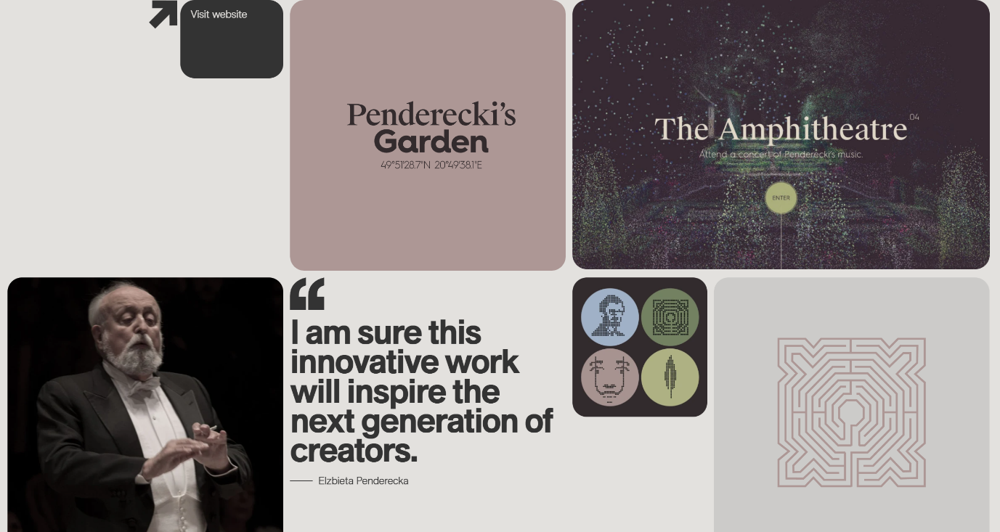 Visit website
Penderecki’s
Garden
49°51'28.7"N 20°49'38.1"E
The Amphitheatre
.04
Attend a concert of Penderecki's music.
ENTER
“
I am sure this
innovative work
will inspire the
next generation of
creators.
Elzbieta Penderecka